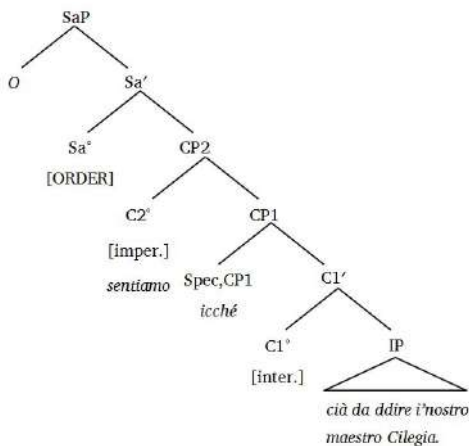 SaP
O Sa′
Sa° CP2
[ORDER]
C2° CP1
[imper.]
sentiamo Spec,CP1 C1′
icché
C1° IP
[inter.]
cià da ddire i'nostro
maestro Cilegia.